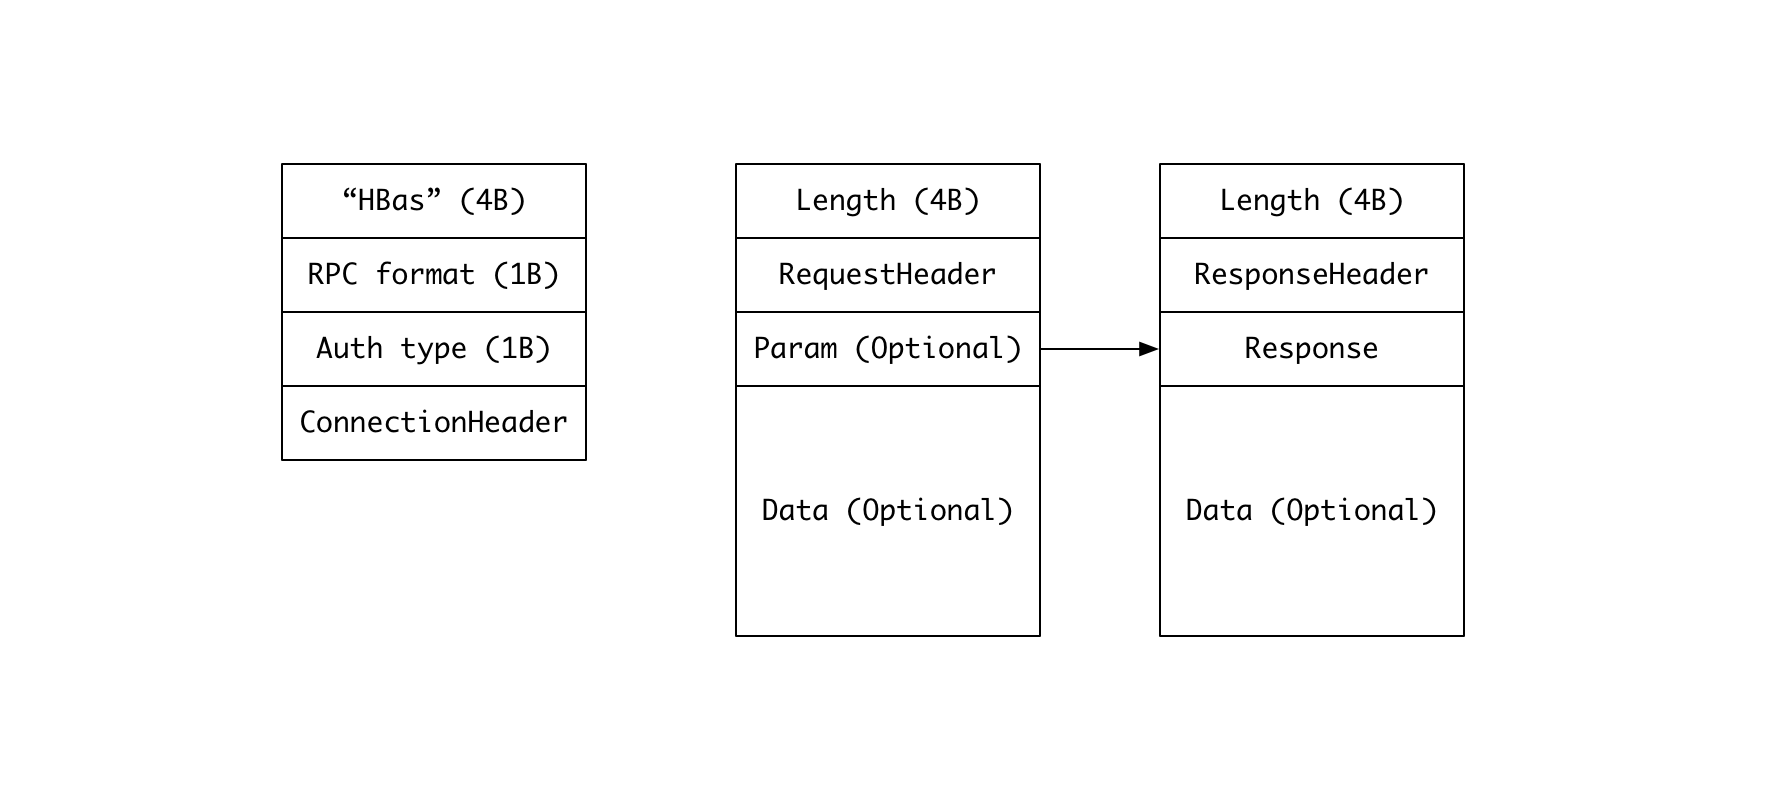 “HBas” (4B)
RPC format (1B)
Auth type (1B)
ConnectionHeader
Length (4B)
RequestHeader
Param (Optional)
Data (Optional)
Length (4B)
ResponseHeader
Response
Data (Optional)